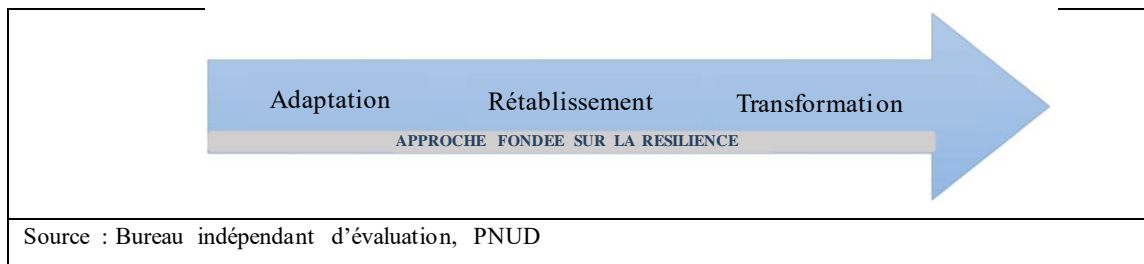 Adaptation Rétablissement Transformation
APPROCHE FONDEE SUR LA RESILIENCE
Source : Bureau indépendant d’évaluation, PNUD